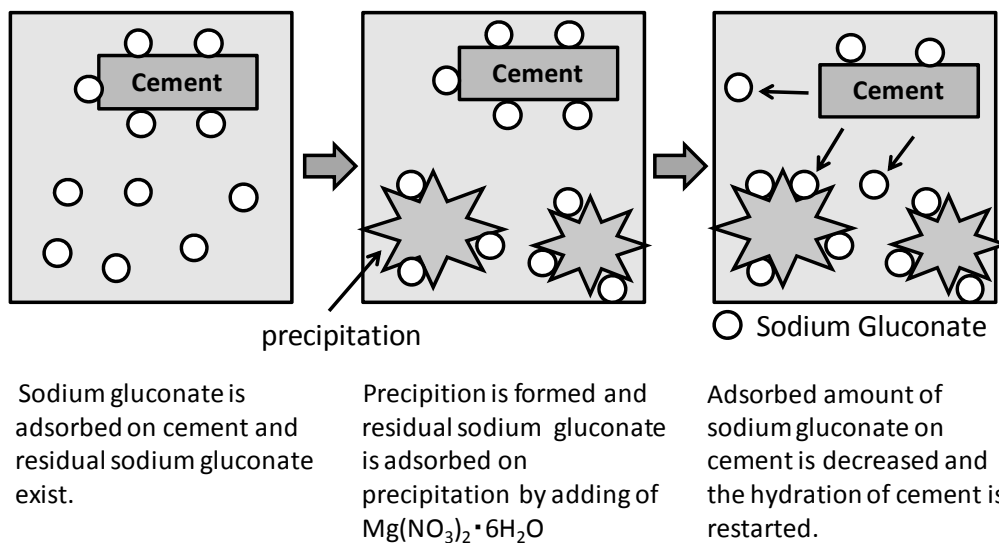 Cement
Cement
Cement
precipitation
Sodium Gluconate
Sodium gluconate is
adsorbed on cement and
residual sodium gluconate
exist.
Precipition is formed and
residual sodium gluconate
is adsorbed on
precipitation by adding of
Mg(NO₃)₂・6H₂O
Adsorbed amount of
sodium gluconate on
cement is decreased and
the hydration of cement is
restarted.